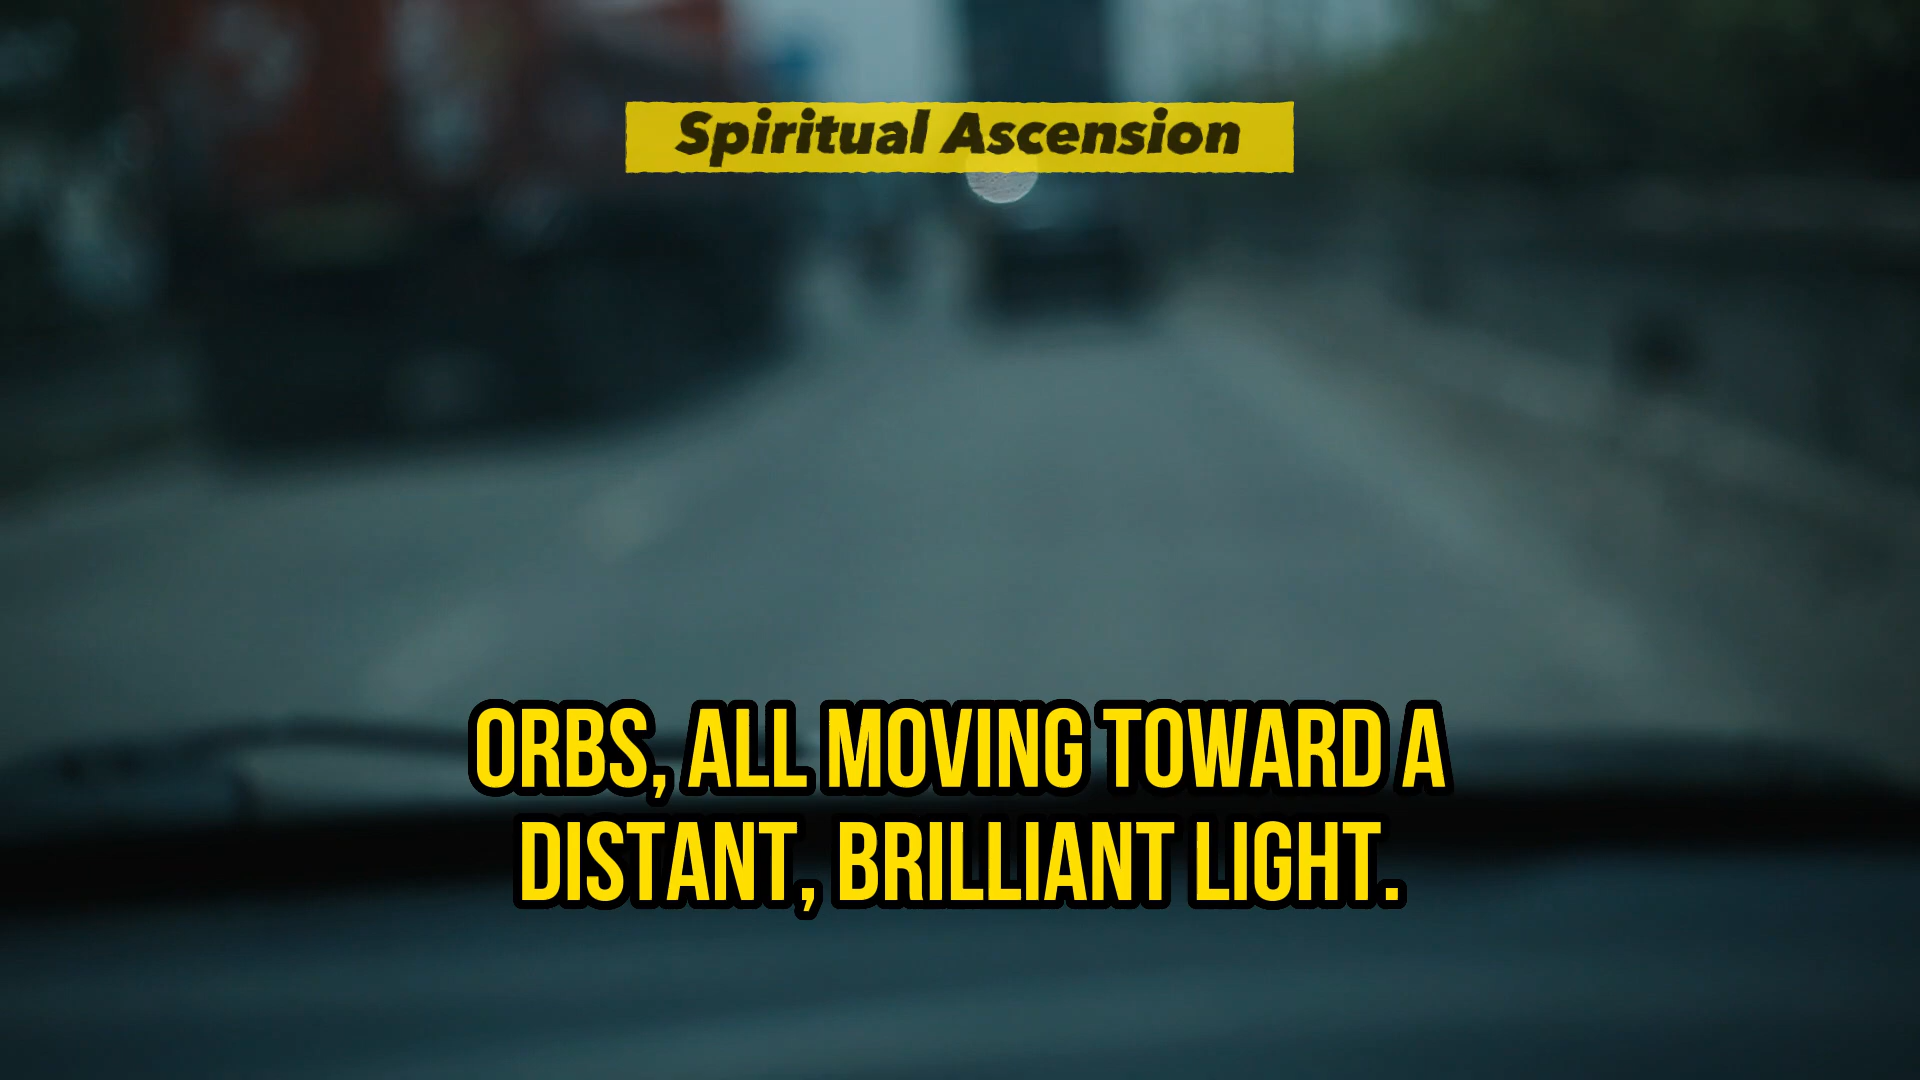 Spiritual Ascension
ORBS, ALL MOVING TOWARD A
DISTANT, BRILLIANT LIGHT.